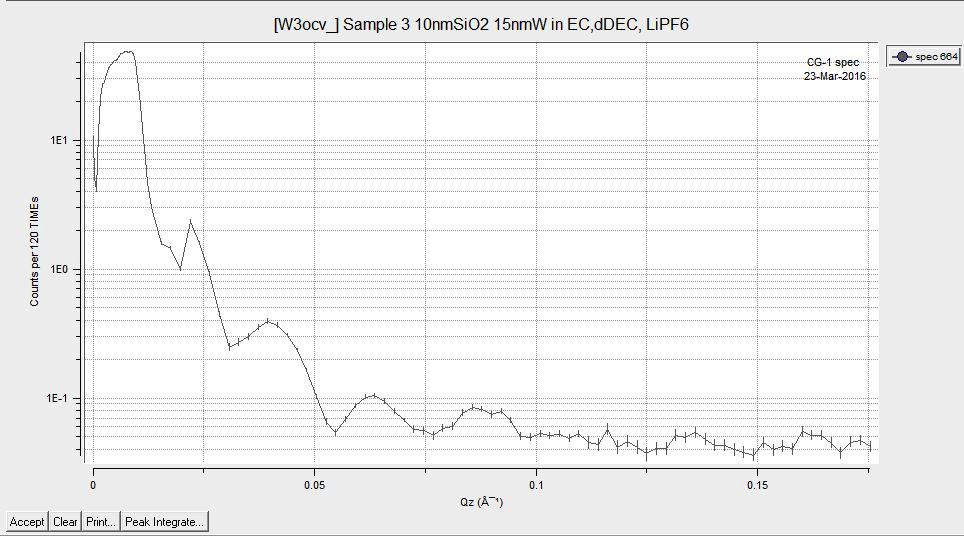 [W3ocv_] Sample 3 10nmSiO2 15nmW in EC,dDEC, LiPF6
CG-1 spec
23-Mar-2016
spec 664
1E1
1E0
1E-1
Counts per 120 TIMEs
0 0.05 0.1 0.15
Qz (Å⁻¹)
Accept Clear Print... Peak Integrate...